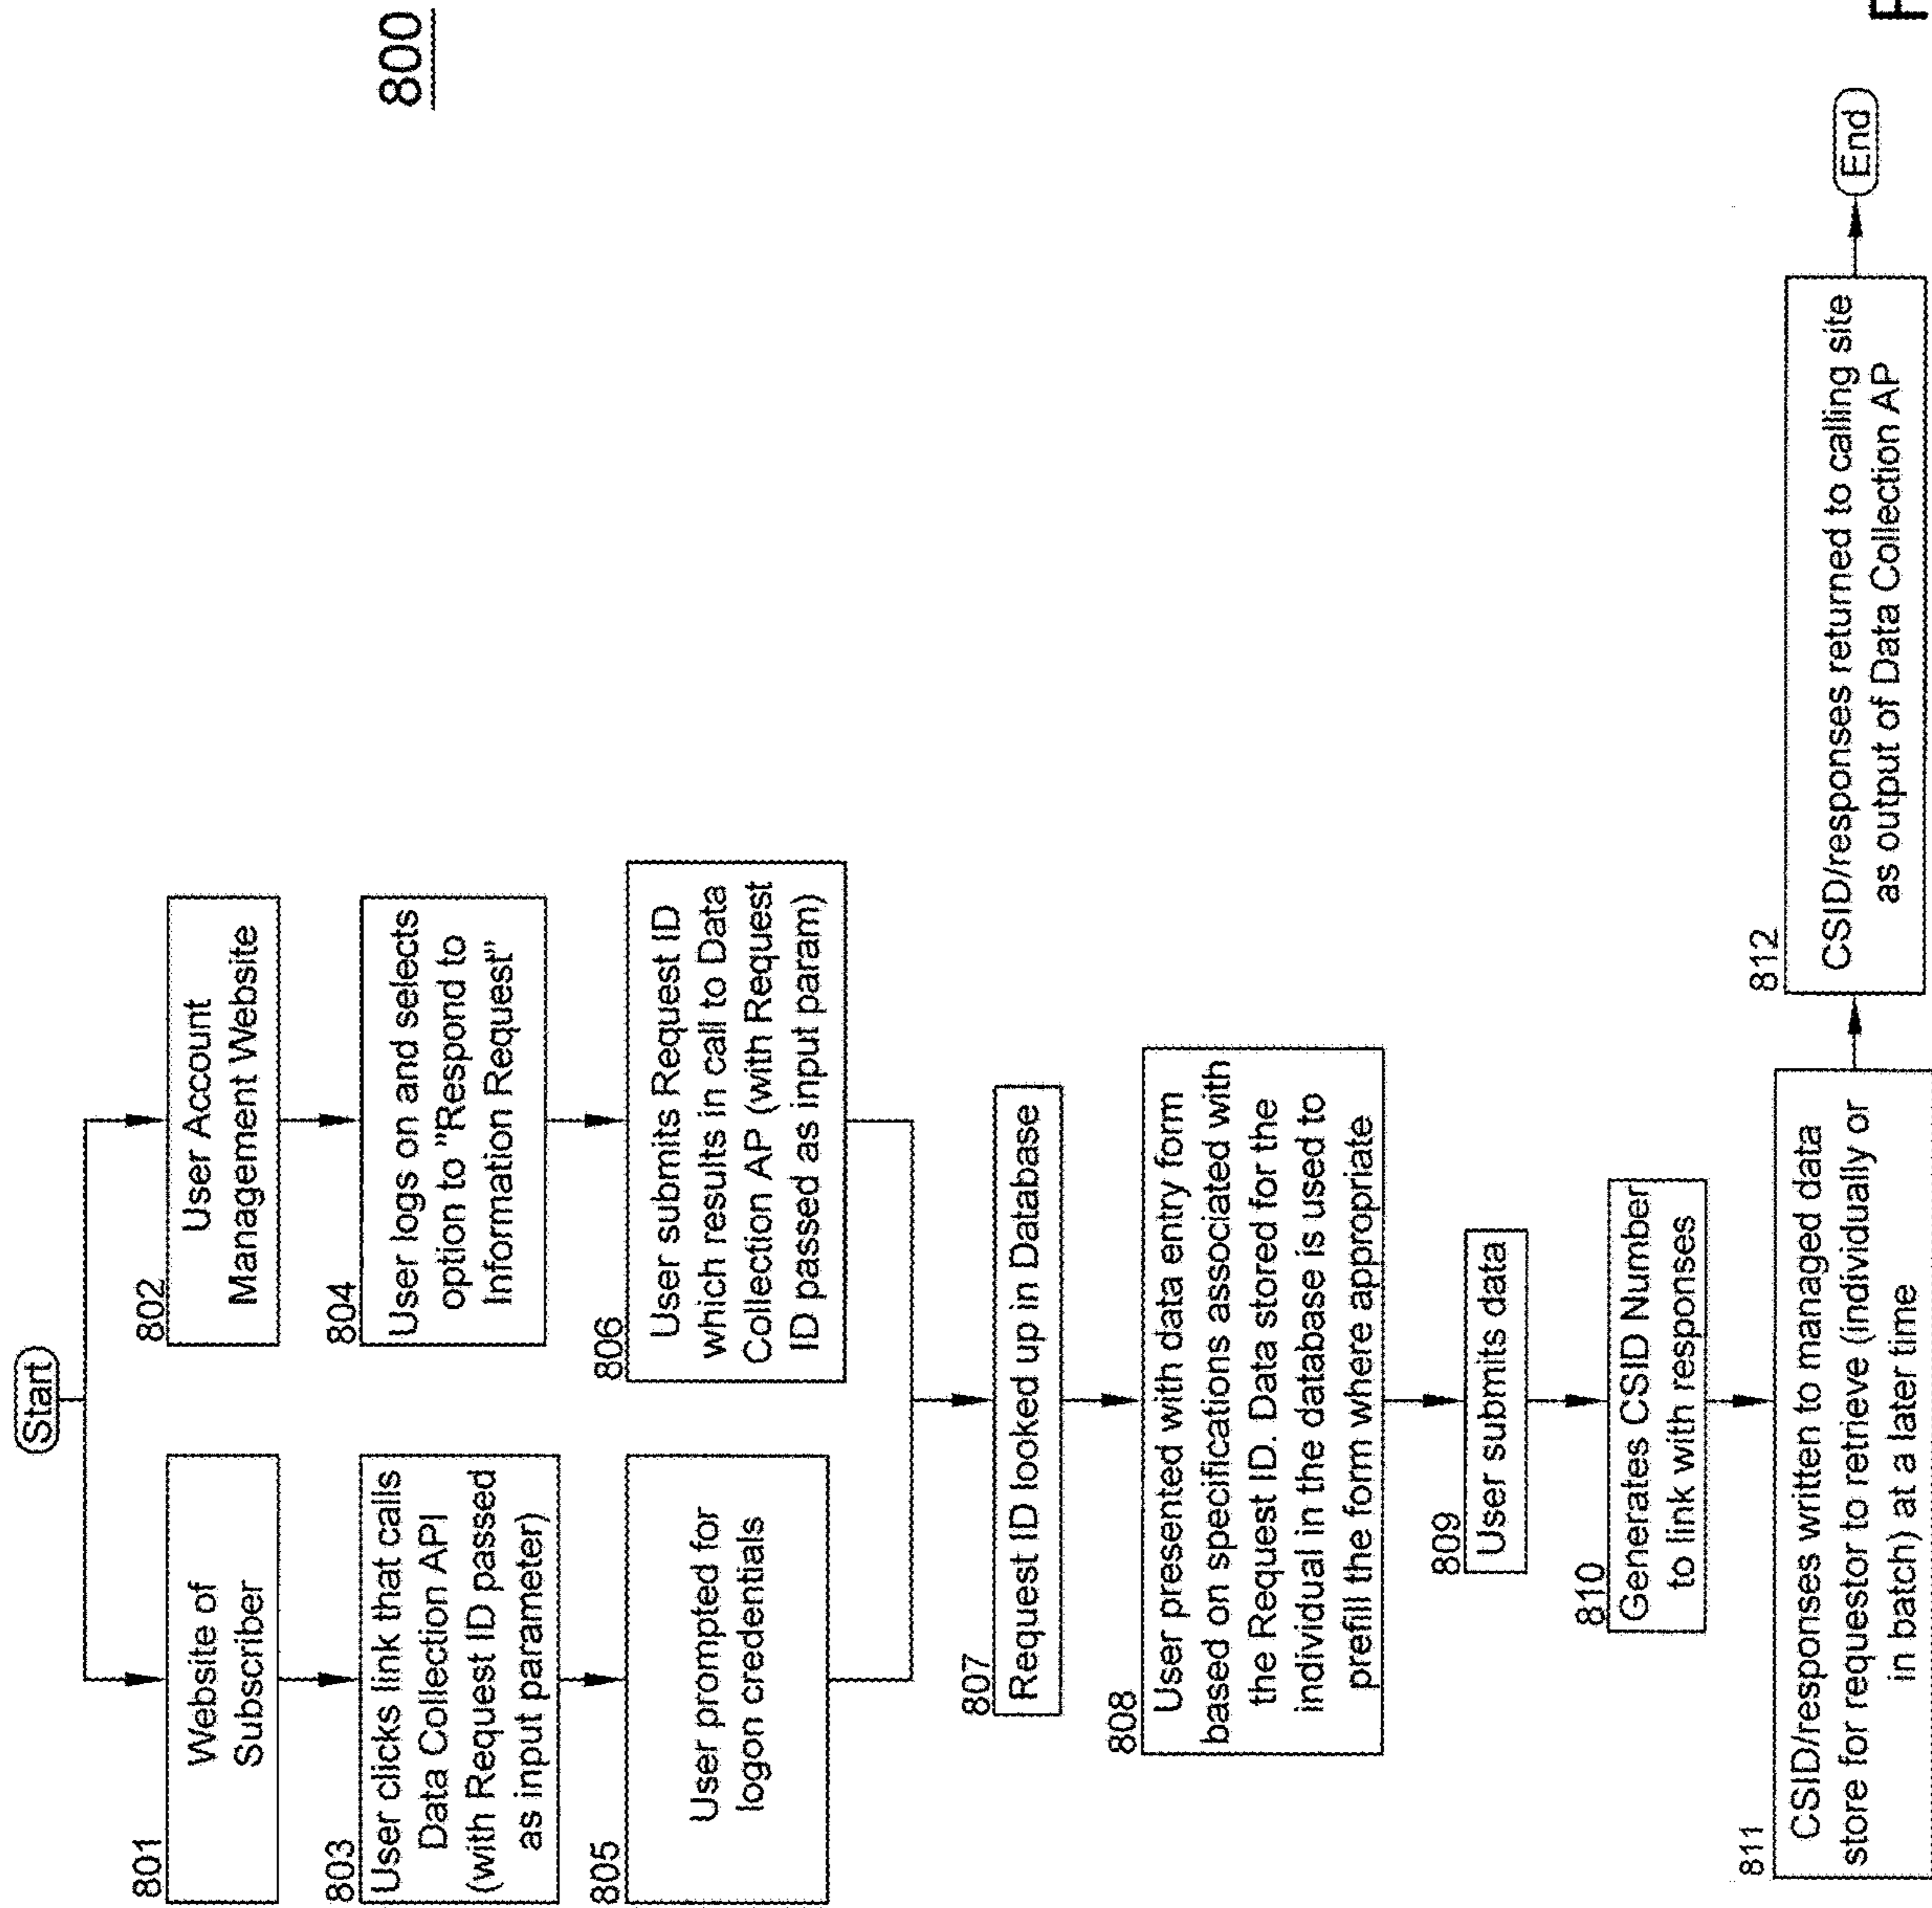 800
Start
801
Website of
Subscriber
802
User Account
Management Website
803
User clicks link that calls
Data Collection API
(with Request ID passed
as input parameter)
804
User logs on and selects
option to "Respond to
Information Request"
805
User prompted for
logon credentials
806
User submits Request ID
which results in call to Data
Collection AP (with Request
ID passed as input param)
807
Request ID looked up in Database
808
User presented with data entry form
based on specifications associated with
the Request ID. Data stored for the
individual in the database is used to
prefill the form where appropriate
809
User submits data
810
Generates CSID Number
to link with responses
811
CSID/responses written to managed data
store for requestor to retrieve (individually or
in batch) at a later time
812
CSID/responses returned to calling site
as output of Data Collection AP
End